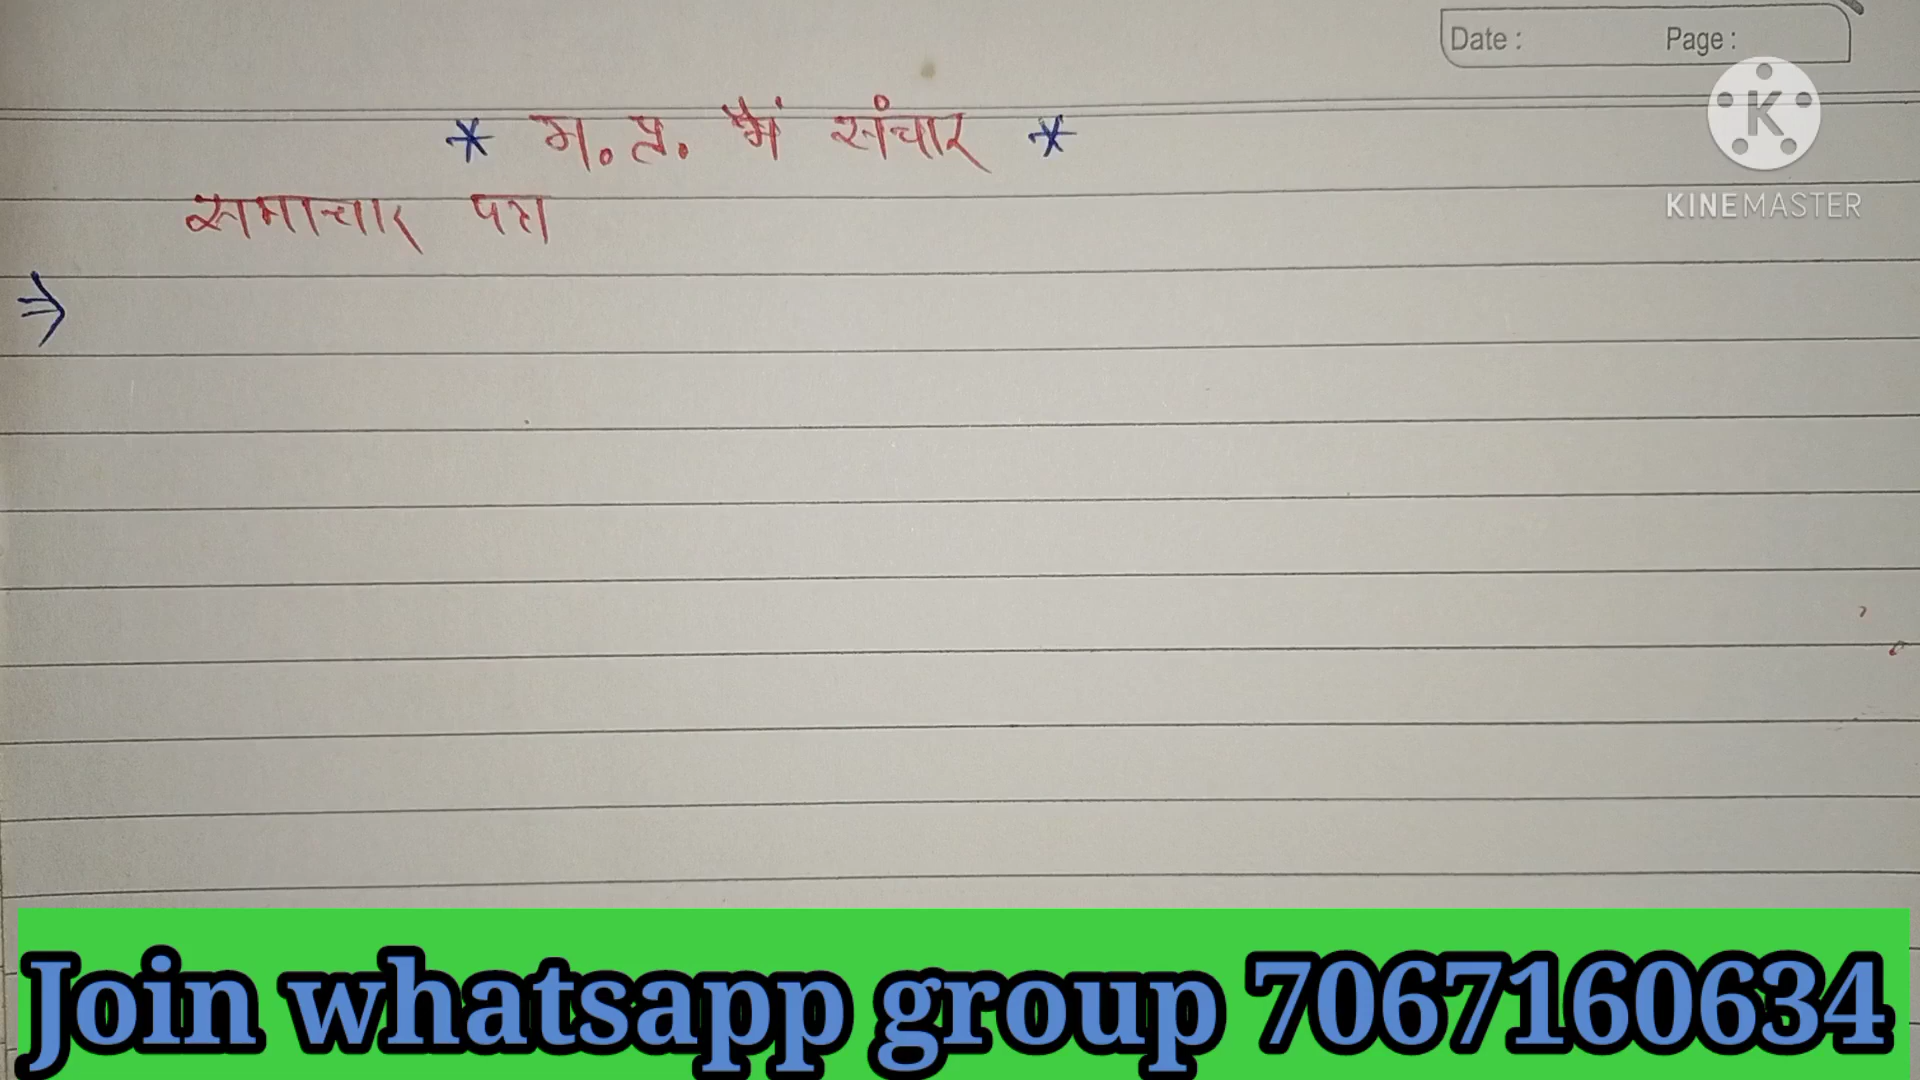 Date : Page :
* म. प्र. में संचार *
K
KINEMASTER
समाचार पत्र
⇒
Join whatsapp group 7067160634